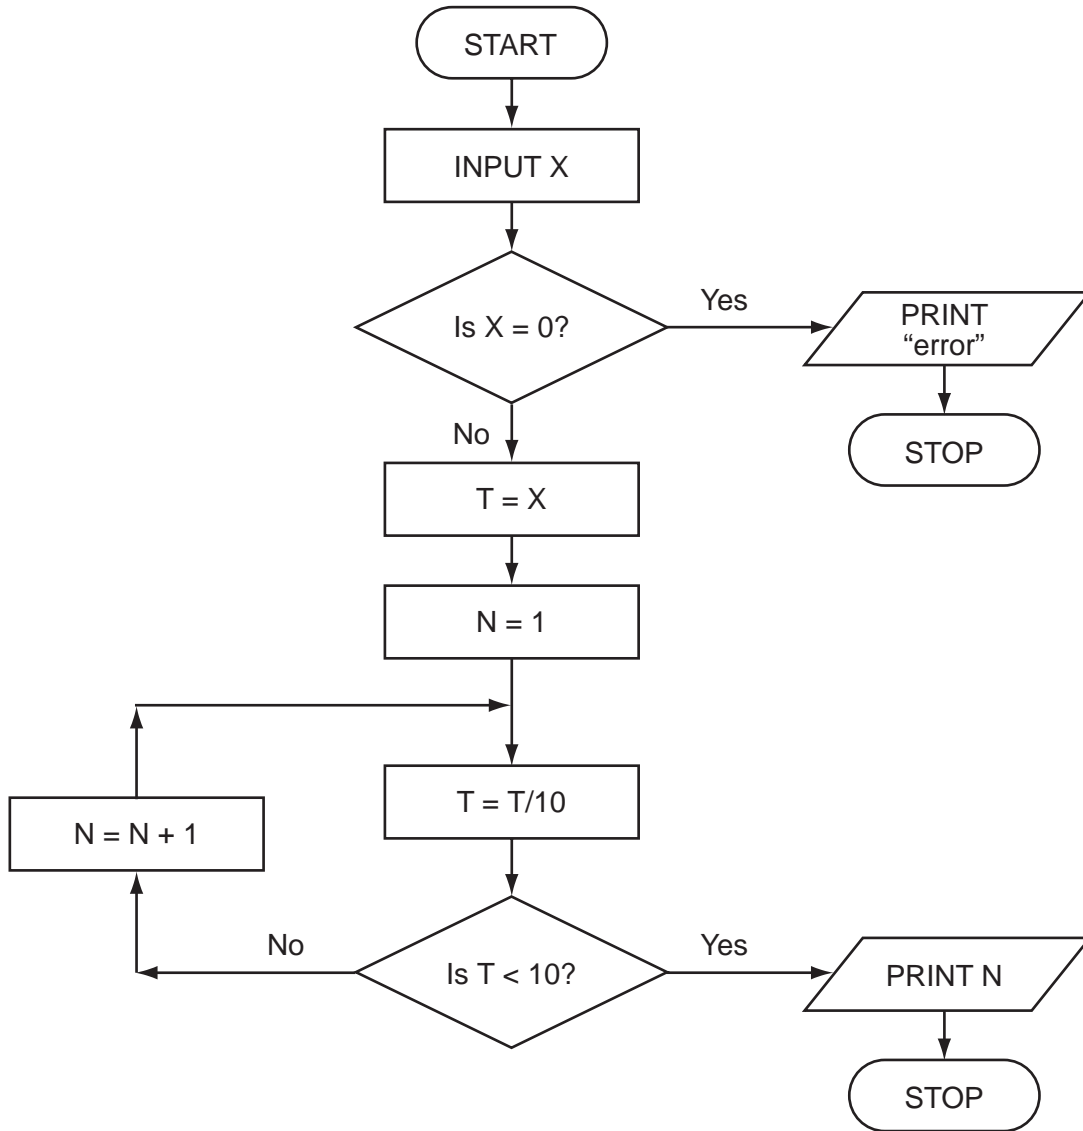 START
INPUT X
Is X = 0?
Yes
PRINT
“error”
STOP
No
T = X
N = 1
T = T/10
N = N + 1
No
Is T < 10?
Yes
PRINT N
STOP